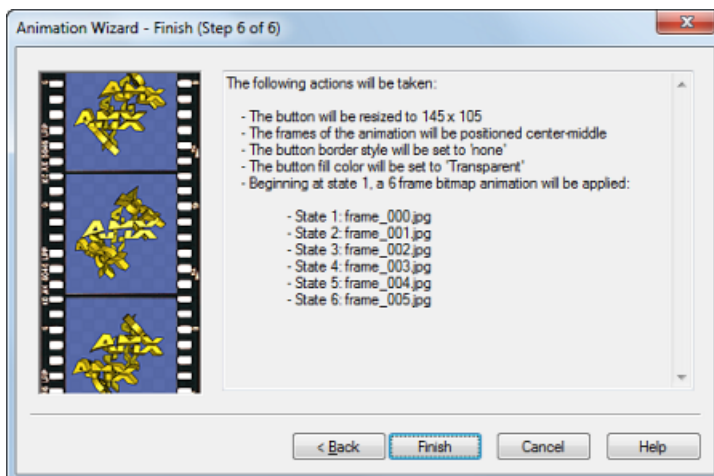 Animation Wizard - Finish (Step 6 of 6)
The following actions will be taken:
- The button will be resized to 145 x 105
- The frames of the animation will be positioned center-middle
- The button border style will be set to 'none'
- The button fill color will be set to 'Transparent'
- Beginning at state 1, a 6 frame bitmap animation will be applied:
- State 1: frame_000.jpg
- State 2: frame_001.jpg
- State 3: frame_002.jpg
- State 4: frame_003.jpg
- State 5: frame_004.jpg
- State 6: frame_005.jpg
AMX
AMX
AMX
AMX
< Back Finish Cancel Help